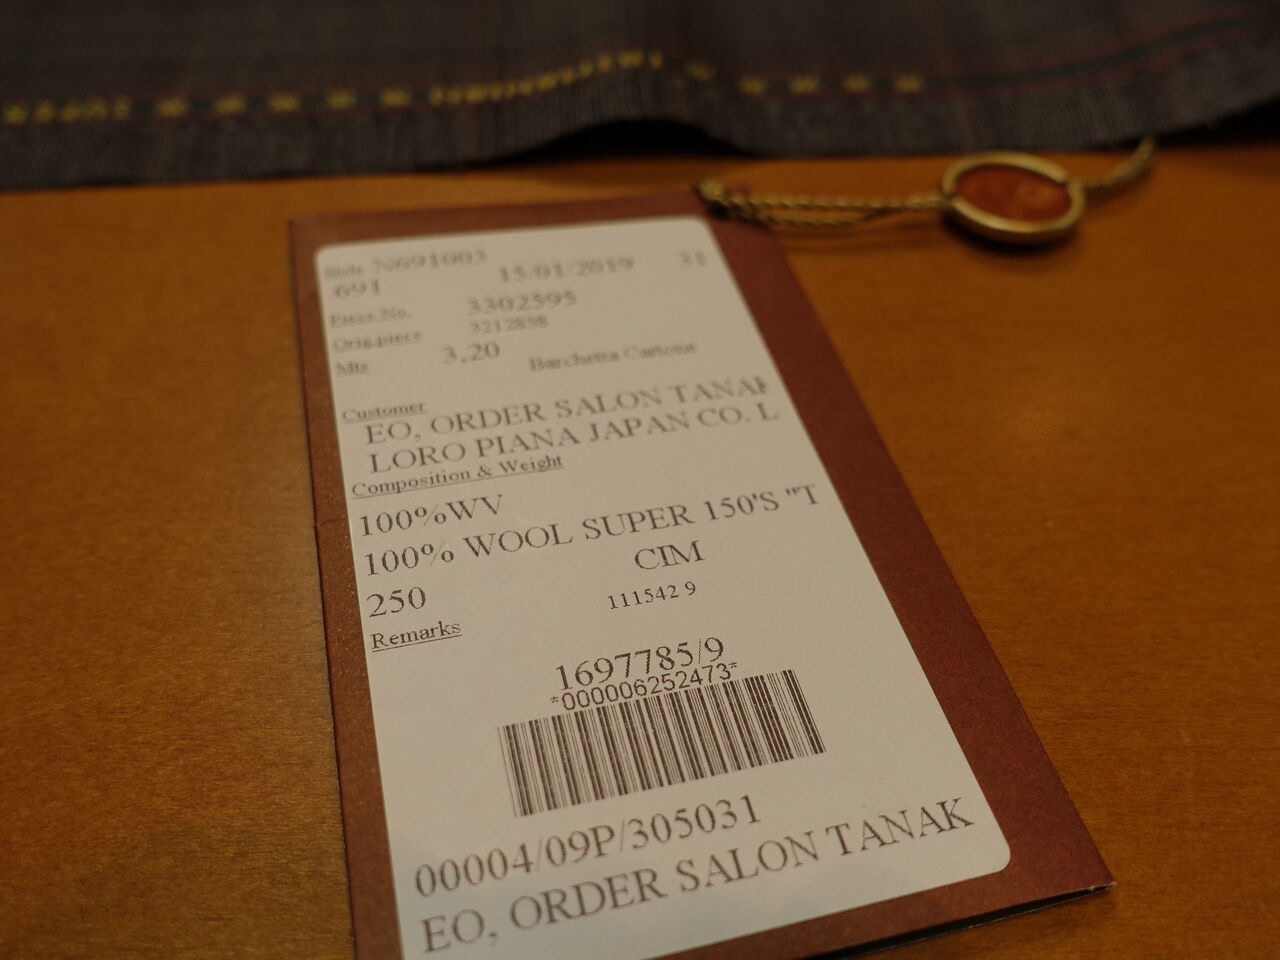 Style N691003
691 15/01/2019 31
Piece No. 3302595
Orig.piece 3212898
Mts 3,20 Barchetta Cartone
Customer
EO, ORDER SALON TANAK
LORO PIANA JAPAN CO. L
Composition & Weight
100%WV
100% WOOL SUPER 150'S "T
250 CIM
111542 9
Remarks
1697785/9
*000006252473*
00004/09P/305031
EO, ORDER SALON TANAK